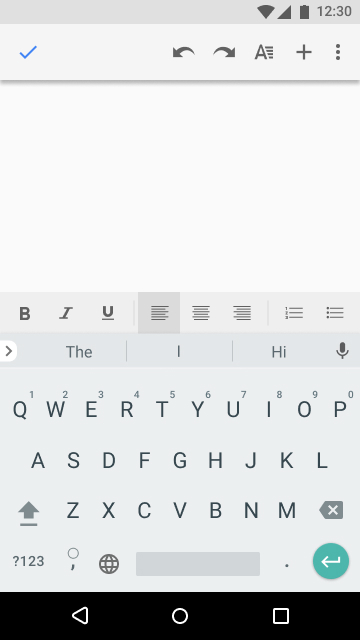 12:30
A
B I U
The I Hi
1 2 3 4 5 6 7 8 9 0
Q W E R T Y U I O P
A S D F G H J K L
Z X C V B N M
?123 , .